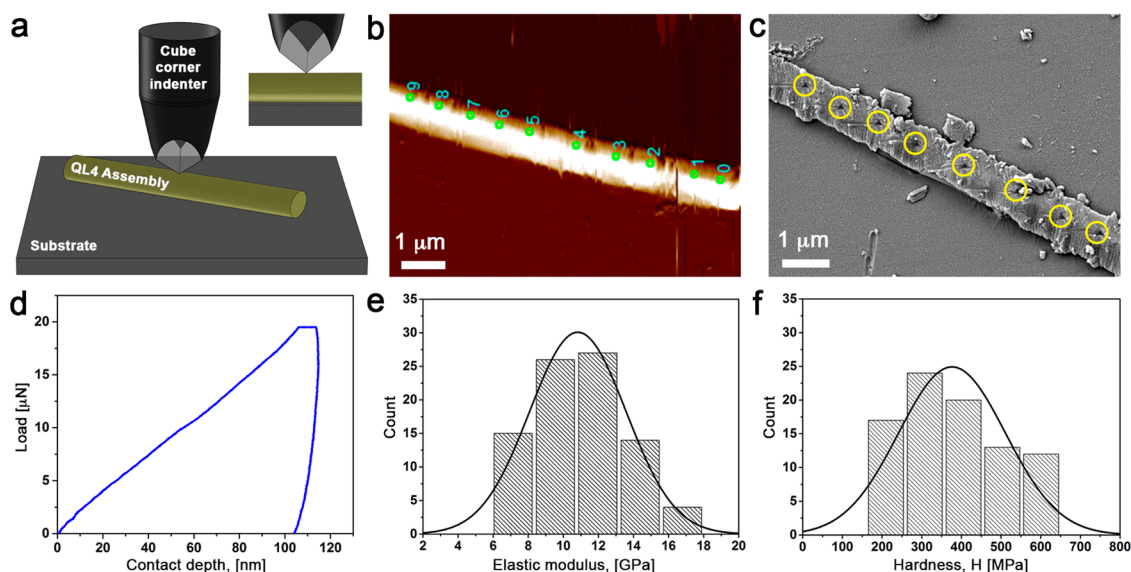 a
Cube
corner
indenter
QL4 Assembly
Substrate
b
9
8
7
6
5
4
3
2
1
0
1 μm
c
1 μm
d
Load [μN]
20
15
10
5
0
0 20 40 60 80 100 120
Contact depth, [nm]
e
Count
35
30
25
20
15
10
5
0
2 4 6 8 10 12 14 16 18 20
Elastic modulus, [GPa]
f
Count
35
30
25
20
15
10
5
0
0 100 200 300 400 500 600 700 800
Hardness, H [MPa]